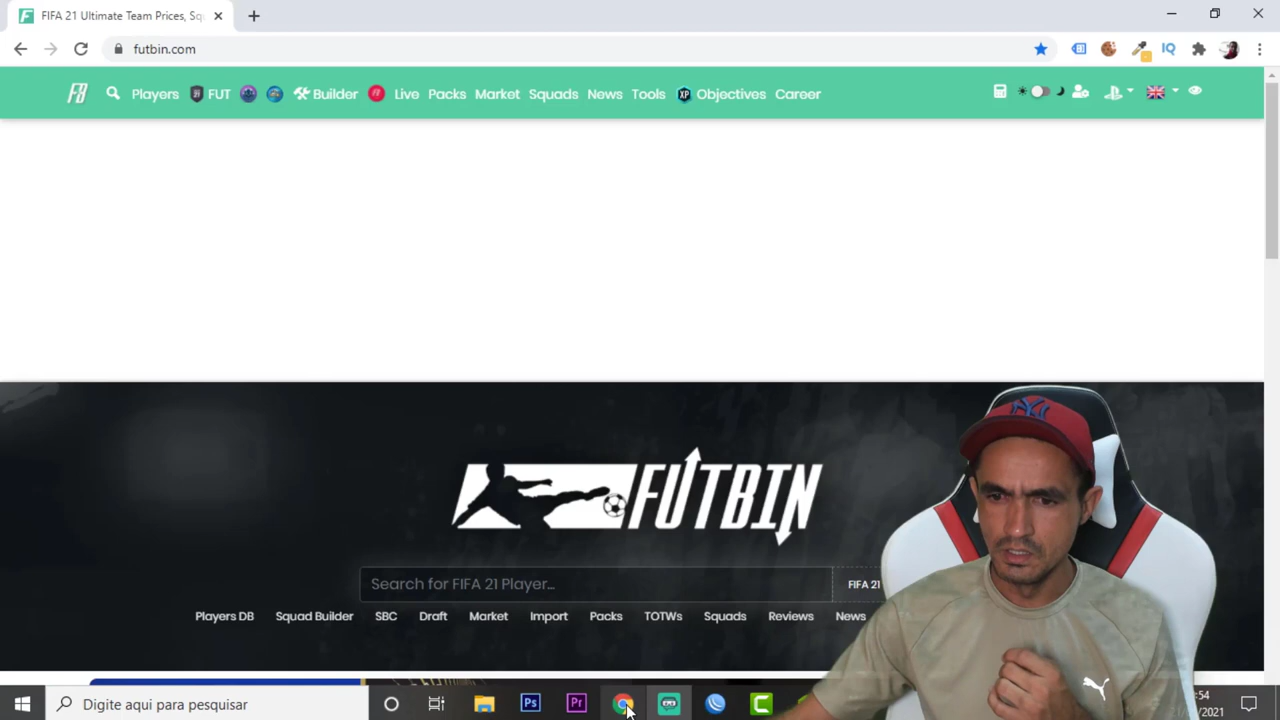 FIFA 21 Ultimate Team Prices, Squ
futbin.com
Players FUT Builder Live Packs Market Squads News Tools XP Objectives Career
FUTBIN
Search for FIFA 21 Player... FIFA 21
Players DB Squad Builder SBC Draft Market Import Packs TOTWs Squads Reviews News
Digite aqui para pesquisar
Ps Pr